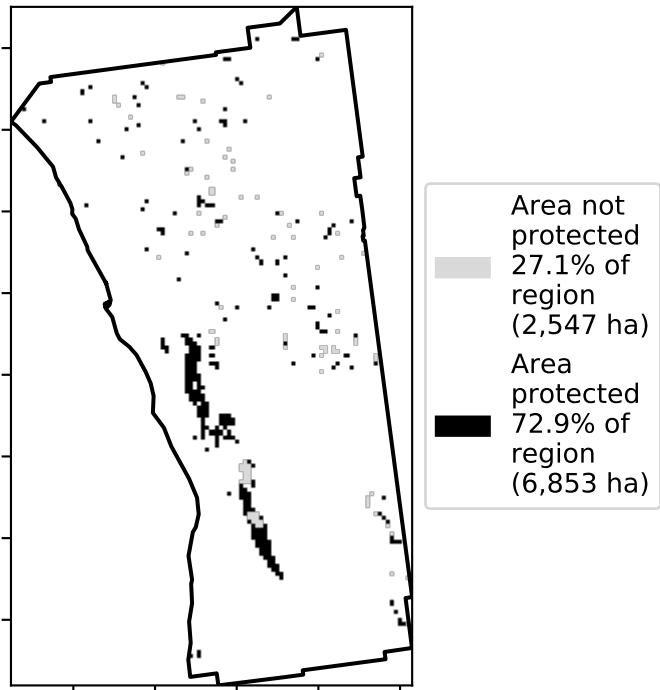 Area not
protected
27.1% of
region
(2,547 ha)
Area
protected
72.9% of
region
(6,853 ha)